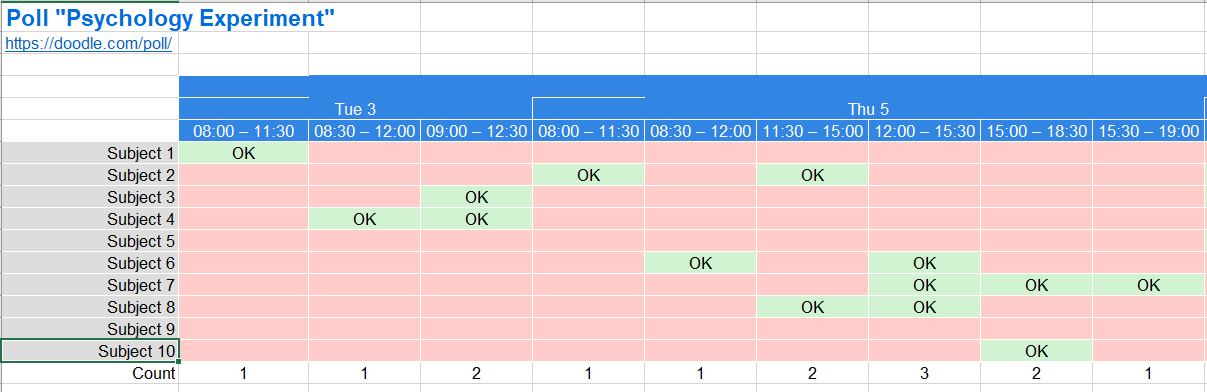 Poll "Psychology Experiment"
https://doodle.com/poll/
Tue 3 Thu 5
08:00 – 11:30 08:30 – 12:00 09:00 – 12:30 08:00 – 11:30 08:30 – 12:00 11:30 – 15:00 12:00 – 15:30 15:00 – 18:30 15:30 – 19:00
Subject 1 OK
Subject 2 OK OK
Subject 3 OK
Subject 4 OK OK
Subject 5
Subject 6 OK OK
Subject 7 OK OK OK
Subject 8 OK OK
Subject 9
Subject 10 OK
Count 1 1 2 1 1 2 3 2 1